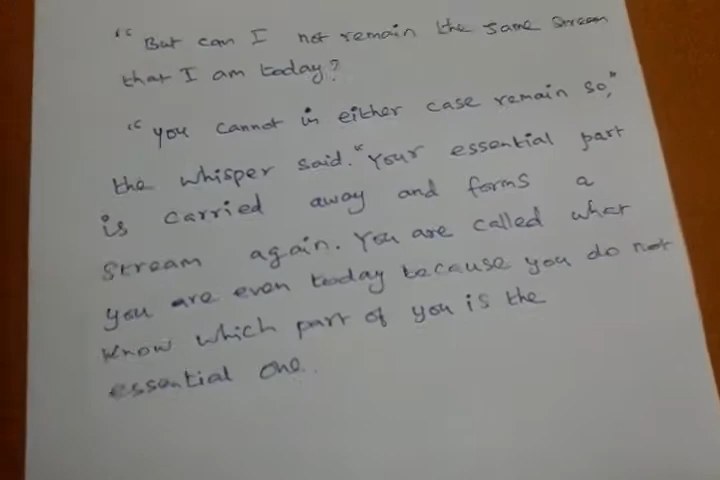 "But can I not remain the same stream
that I am today?
"you cannot in either case remain so,"
the whisper said. "Your essential part
is carried away and forms a
stream again. You are called what
you are even today because you do not
know which part of you is the
essential one.